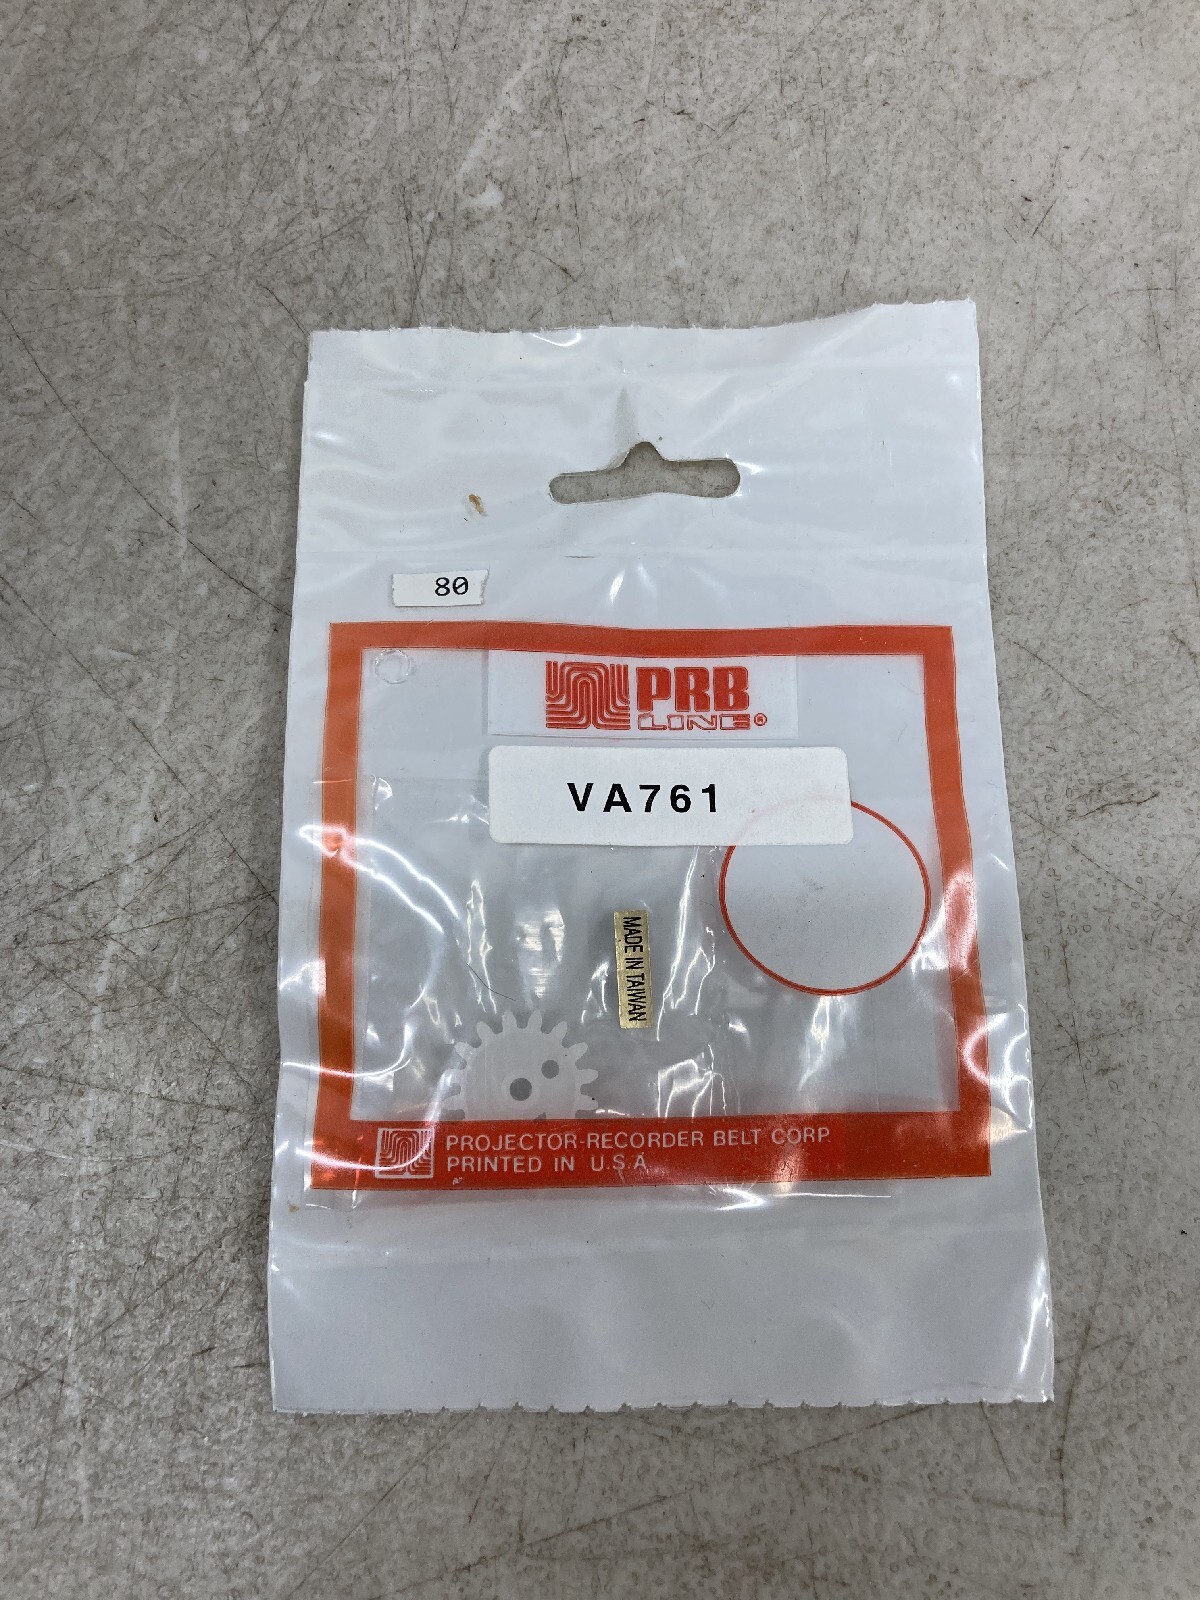 80
PRB
LINE®
VA761
MADE IN TAIWAN
PROJECTOR-RECORDER BELT CORP.
PRINTED IN U.S.A